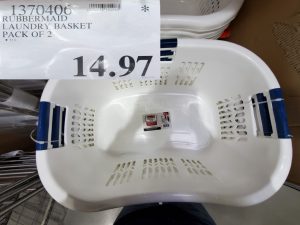 1370406 *
RUBBERMAID
LAUNDRY BASKET
PACK OF 2
14.97